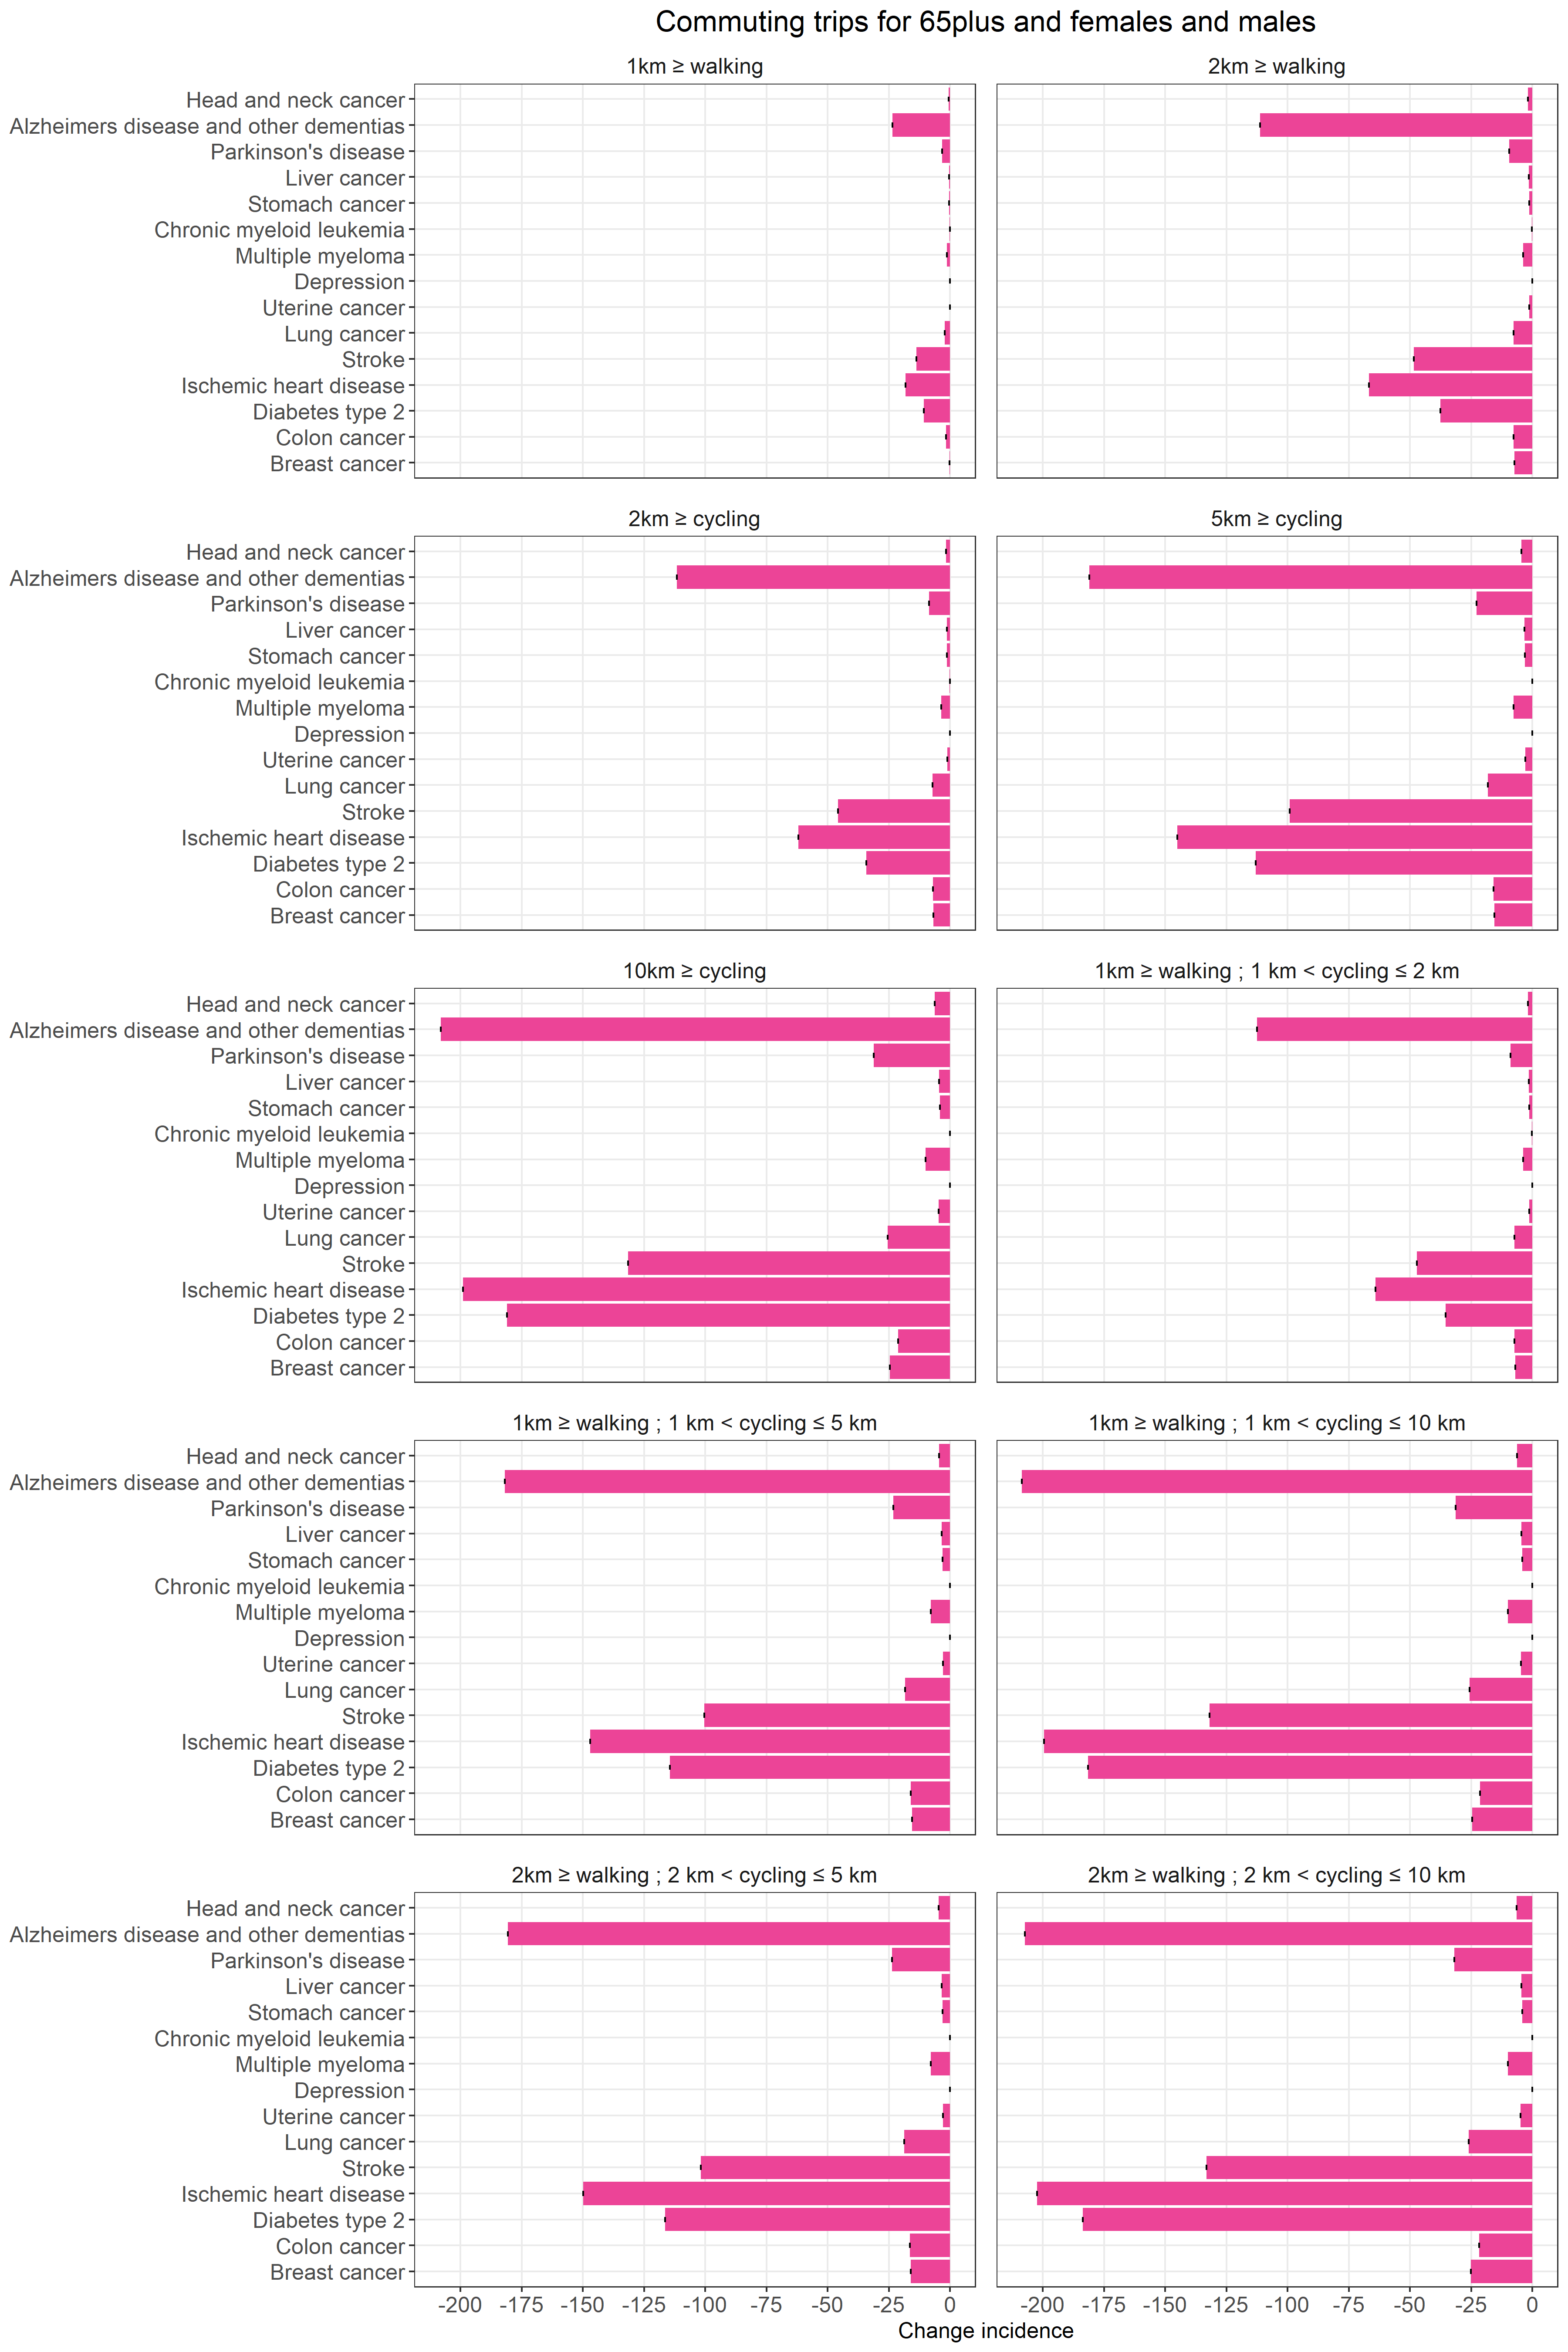 Commuting trips for 65plus and females and males
1km ≥ walking
2km ≥ walking
Head and neck cancer
Alzheimers disease and other dementias
Parkinson's disease
Liver cancer
Stomach cancer
Chronic myeloid leukemia
Multiple myeloma
Depression
Uterine cancer
Lung cancer
Stroke
Ischemic heart disease
Diabetes type 2
Colon cancer
Breast cancer
2km ≥ cycling
5km ≥ cycling
Head and neck cancer
Alzheimers disease and other dementias
Parkinson's disease
Liver cancer
Stomach cancer
Chronic myeloid leukemia
Multiple myeloma
Depression
Uterine cancer
Lung cancer
Stroke
Ischemic heart disease
Diabetes type 2
Colon cancer
Breast cancer
10km ≥ cycling
1km ≥ walking ; 1 km < cycling ≤ 2 km
Head and neck cancer
Alzheimers disease and other dementias
Parkinson's disease
Liver cancer
Stomach cancer
Chronic myeloid leukemia
Multiple myeloma
Depression
Uterine cancer
Lung cancer
Stroke
Ischemic heart disease
Diabetes type 2
Colon cancer
Breast cancer
1km ≥ walking ; 1 km < cycling ≤ 5 km
1km ≥ walking ; 1 km < cycling ≤ 10 km
Head and neck cancer
Alzheimers disease and other dementias
Parkinson's disease
Liver cancer
Stomach cancer
Chronic myeloid leukemia
Multiple myeloma
Depression
Uterine cancer
Lung cancer
Stroke
Ischemic heart disease
Diabetes type 2
Colon cancer
Breast cancer
2km ≥ walking ; 2 km < cycling ≤ 5 km
2km ≥ walking ; 2 km < cycling ≤ 10 km
Head and neck cancer
Alzheimers disease and other dementias
Parkinson's disease
Liver cancer
Stomach cancer
Chronic myeloid leukemia
Multiple myeloma
Depression
Uterine cancer
Lung cancer
Stroke
Ischemic heart disease
Diabetes type 2
Colon cancer
Breast cancer
-200 -175 -150 -125 -100 -75 -50 -25 0
-200 -175 -150 -125 -100 -75 -50 -25 0
Change incidence